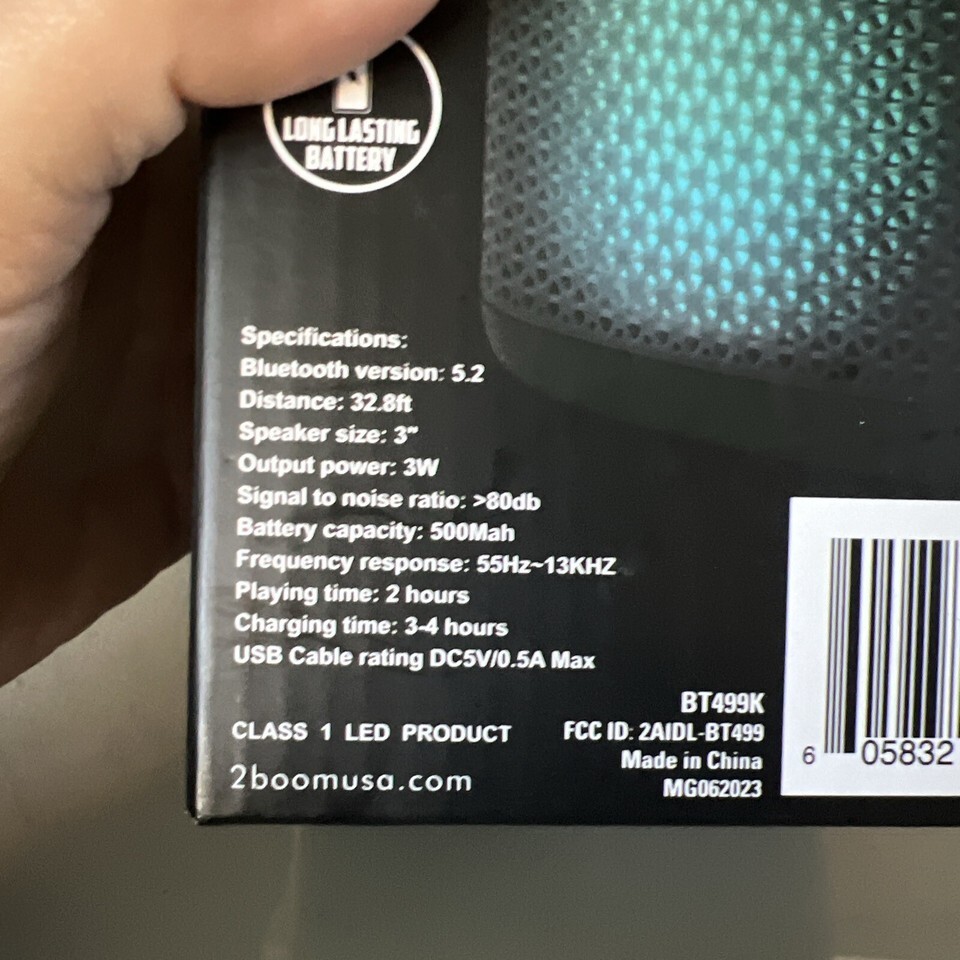 LONG LASTING
BATTERY
Specifications:
Bluetooth version: 5.2
Distance: 32.8ft
Speaker size: 3"
Output power: 3W
Signal to noise ratio: >80db
Battery capacity: 500Mah
Frequency response: 55Hz~13KHZ
Playing time: 2 hours
Charging time: 3-4 hours
USB Cable rating DC5V/0.5A Max
CLASS 1 LED PRODUCT
2boomusa.com
BT499K
FCC ID: 2AIDL-BT499
Made in China
MG062023
6 05832